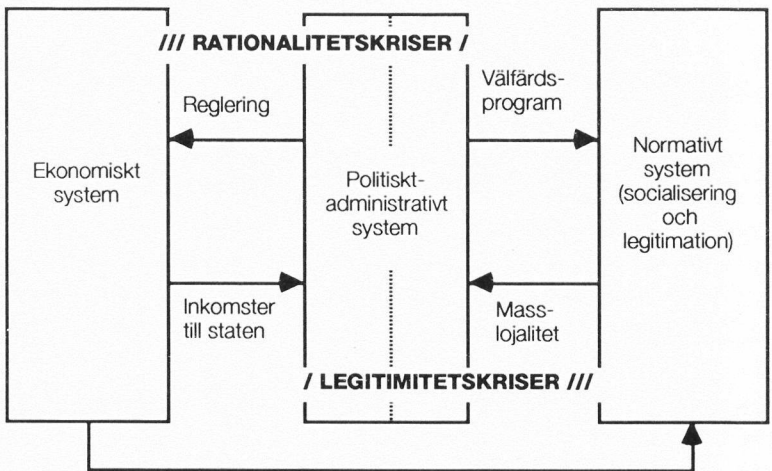 /// RATIONALITETSKRISER /
Reglering
Välfärds-
program
Ekonomiskt
system
Politiskt-
administrativt
system
Normativt
system
(socialisering
och
legitimation)
Inkomster
till staten
Mass-
lojalitet
/ LEGITIMITETSKRISER ///